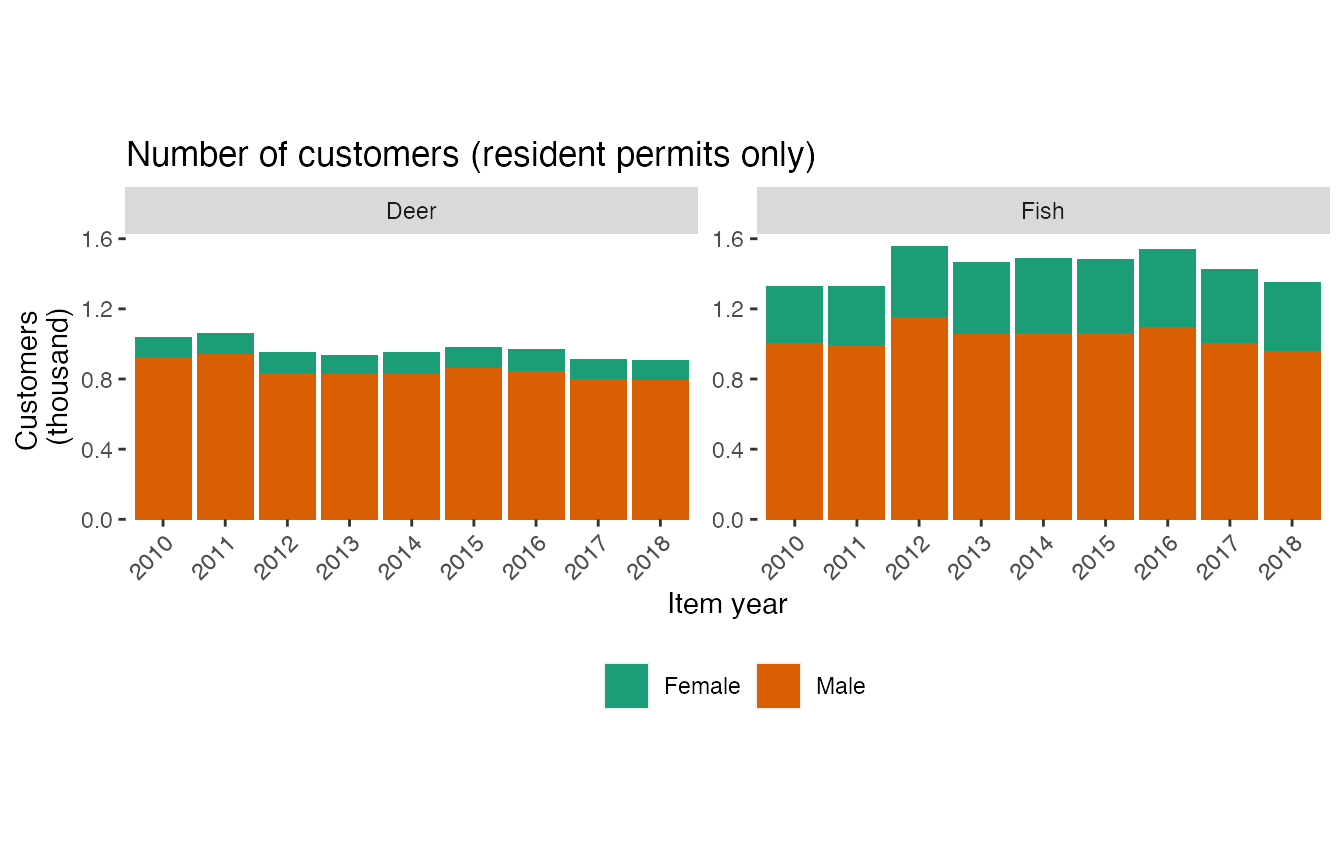 Number of customers (resident permits only)
Deer
Fish
Customers
(thousand)
1.6
1.2
0.8
0.4
0.0
1.6
1.2
0.8
0.4
0.0
2010 2011 2012 2013 2014 2015 2016 2017 2018
2010 2011 2012 2013 2014 2015 2016 2017 2018
Item year
Female Male